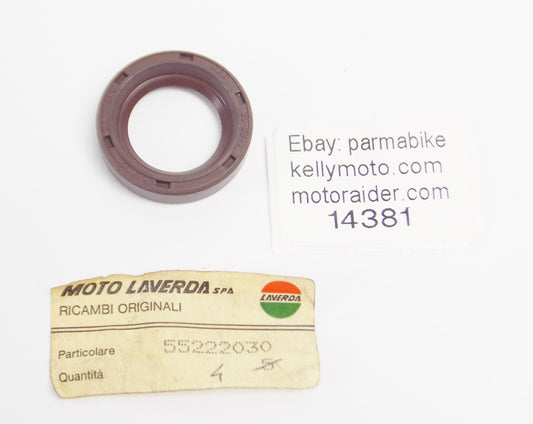 Ebay: parmabike
kellymoto.com
motoraider.com
14381
MOTO LAVERDA SPA
RICAMBI ORIGINALI
LAVERDA
Particolare 55222030
Quantità 4 5